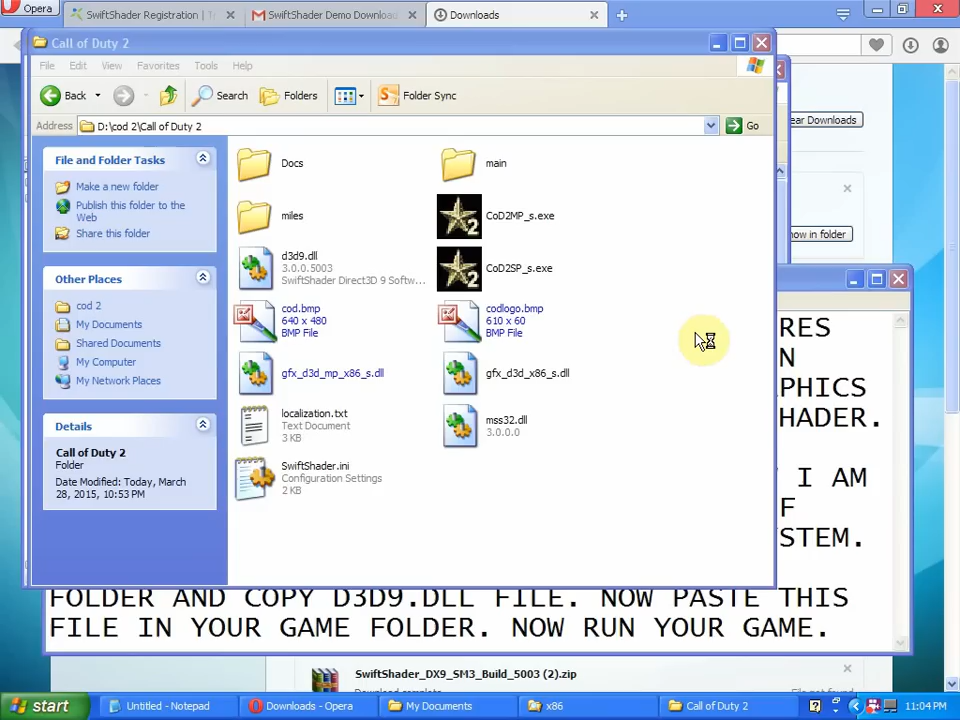 Opera
SwiftShader Registration | T
SwiftShader Demo Download
Downloads
Call of Duty 2
File Edit View Favorites Tools Help
Back Search Folders Folder Sync
Address D:\cod 2\Call of Duty 2 Go
ear Downloads
how in folder
File and Folder Tasks
Make a new folder
Publish this folder to the
Web
Share this folder
Other Places
cod 2
My Documents
Shared Documents
My Computer
My Network Places
Details
Call of Duty 2
Folder
Date Modified: Today, March
28, 2015, 10:53 PM
Docs
main
miles
CoD2MP_s.exe
d3d9.dll
3.0.0.5003
SwiftShader Direct3D 9 Softw...
CoD2SP_s.exe
cod.bmp
640 x 480
BMP File
codlogo.bmp
610 x 60
BMP File
gfx_d3d_mp_x86_s.dll
gfx_d3d_x86_s.dll
localization.txt
Text Document
3 KB
mss32.dll
3.0.0.0
SwiftShader.ini
Configuration Settings
2 KB
RES
N
PHICS
HADER.
I AM
F
STEM.
FOLDER AND COPY D3D9.DLL FILE. NOW PASTE THIS
FILE IN YOUR GAME FOLDER. NOW RUN YOUR GAME.
SwiftShader_DX9_SM3_Build_5003 (2).zip
start
Untitled - Notepad
Downloads - Opera
My Documents
x86
Call of Duty 2
11:04 PM